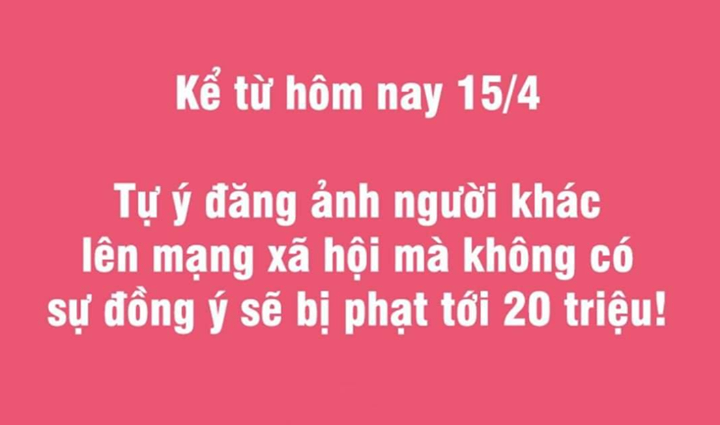 Kể từ hôm nay 15/4
Tự ý đăng ảnh người khác
lên mạng xã hội mà không có
sự đồng ý sẽ bị phạt tới 20 triệu!